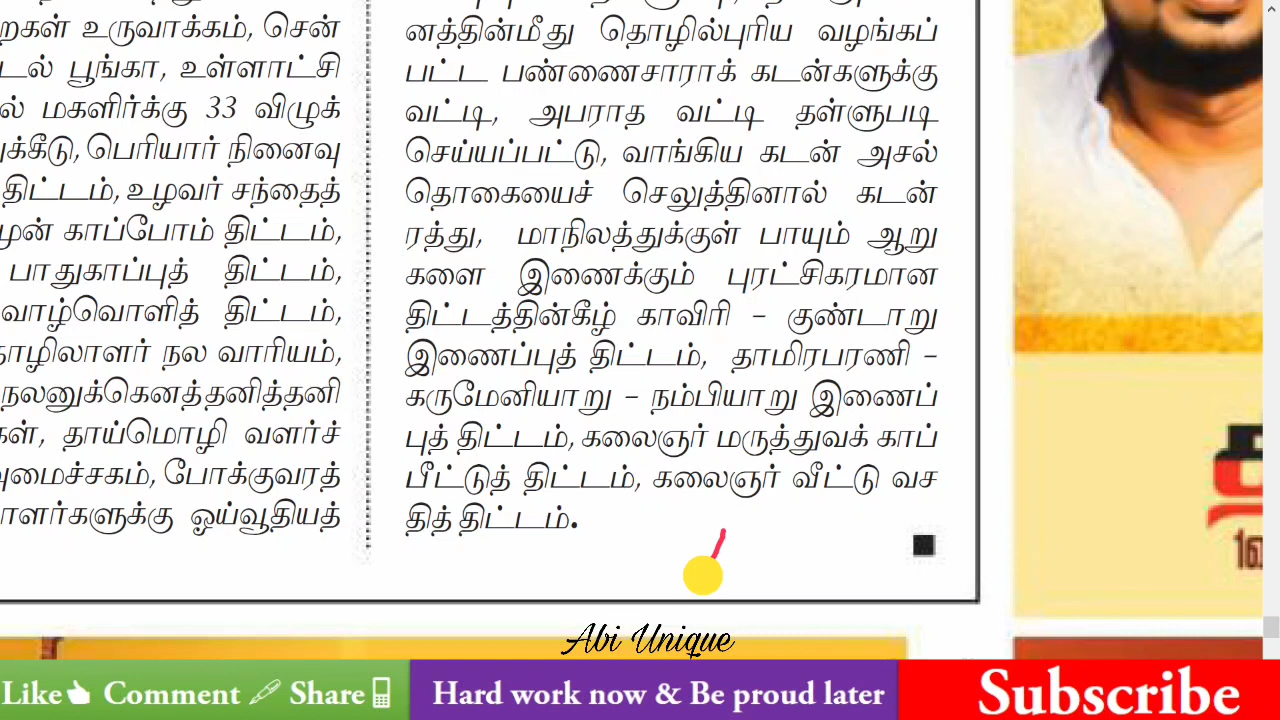 றைகள் உருவாக்கம், சென்
டல் பூங்கா, உள்ளாட்சி
ல் மகளிர்க்கு 33 விழுக்
க்கீடு, பெரியார் நினைவு
திட்டம், உழவர் சந்தைத்
முன் காப்போம் திட்டம்,
பாதுகாப்புத் திட்டம்,
வாழ்வொளித் திட்டம்,
தொழிலாளர் நல வாரியம்,
நலனுக்கெனத்தனித்தனி
கள், தாய்மொழி வளர்ச்
அமைச்சகம், போக்குவரத்
ாளர்களுக்கு ஓய்வூதியத்
னத்தின்மீது தொழில்புரிய வழங்கப்
பட்ட பண்ணைசாராக் கடன்களுக்கு
வட்டி, அபராத வட்டி தள்ளுபடி
செய்யப்பட்டு, வாங்கிய கடன் அசல்
தொகையைச் செலுத்தினால் கடன்
ரத்து, மாநிலத்துக்குள் பாயும் ஆறு
களை இணைக்கும் புரட்சிகரமான
திட்டத்தின்கீழ் காவிரி – குண்டாறு
இணைப்புத் திட்டம், தாமிரபரணி –
கருமேனியாறு – நம்பியாறு இணைப்
புத் திட்டம், கலைஞர் மருத்துவக் காப்
பீட்டுத் திட்டம், கலைஞர் வீட்டு வச
தித் திட்டம்.
Abi Unique
Like Comment Share Hard work now & Be proud later Subscribe